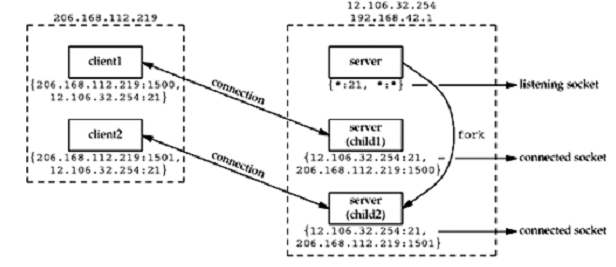 12.106.32.254
206.168.112.219
192.168.42.1
client1
server
{206.168.112.219:1500,
12.106.32.254:21}
{*:21, *:*}
listening socket
connection
fork
client2
server
(child1)
{206.168.112.219:1501,
12.106.32.254:21}
connection
{12.106.32.254:21,
206.168.112.219:1500}
connected socket
server
(child2)
{12.106.32.254:21,
206.168.112.219:1501}
connected socket